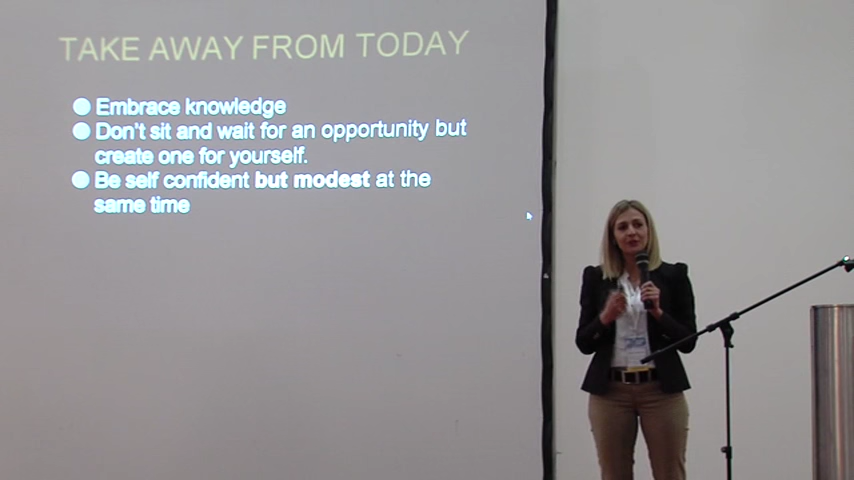 TAKE AWAY FROM TODAY
Embrace knowledge
Don't sit and wait for an opportunity but
create one for yourself.
Be self confident but modest at the
same time